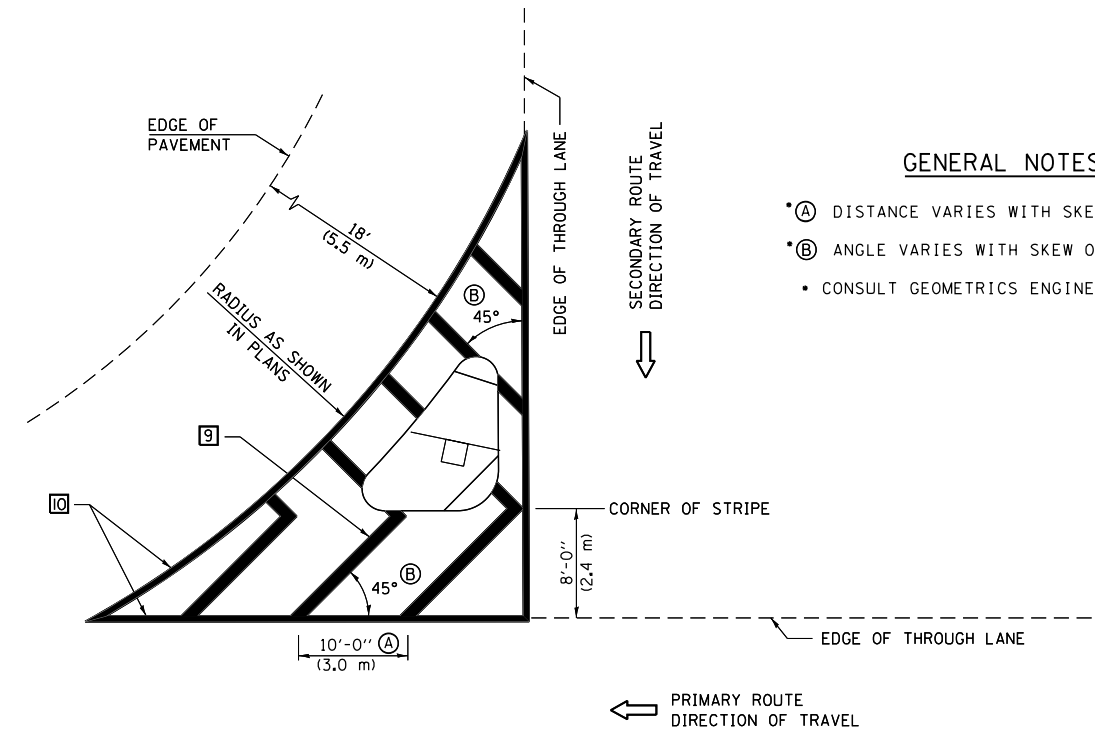 EDGE OF
PAVEMENT
18'
(5.5 m)
RADIUS AS SHOWN
IN PLANS
EDGE OF THROUGH LANE
SECONDARY ROUTE
DIRECTION OF TRAVEL
GENERAL NOTES
*Ⓐ DISTANCE VARIES WITH SKE
*Ⓑ ANGLE VARIES WITH SKEW O
* CONSULT GEOMETRICS ENGINE
Ⓑ
45°
9
10
CORNER OF STRIPE
8'-0''
(2.4 m)
45° Ⓑ
10'-0'' Ⓐ
(3.0 m)
EDGE OF THROUGH LANE
PRIMARY ROUTE
DIRECTION OF TRAVEL